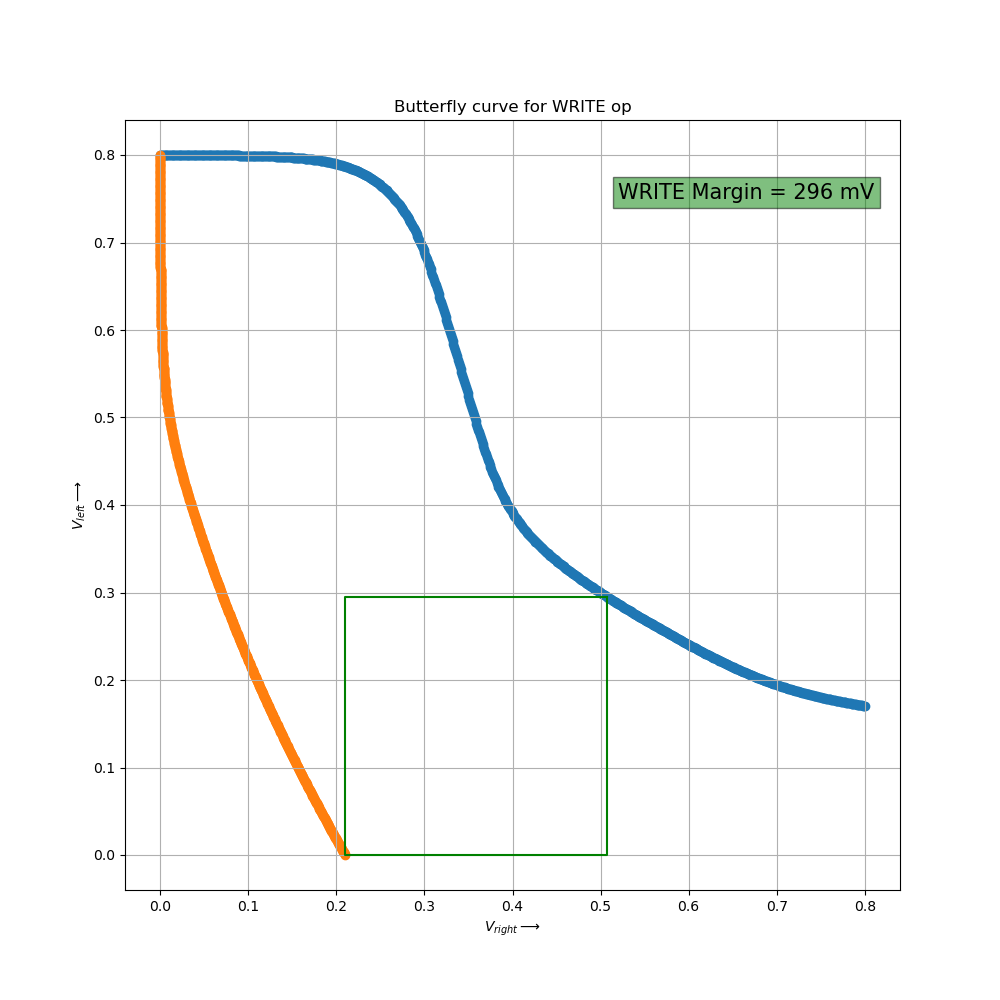 Butterfly curve for WRITE op
WRITE Margin = 296 mV
0.8
0.7
0.6
0.5
0.4
0.3
0.2
0.1
0.0
V_left ⟶
0.0 0.1 0.2 0.3 0.4 0.5 0.6 0.7 0.8
V_right ⟶